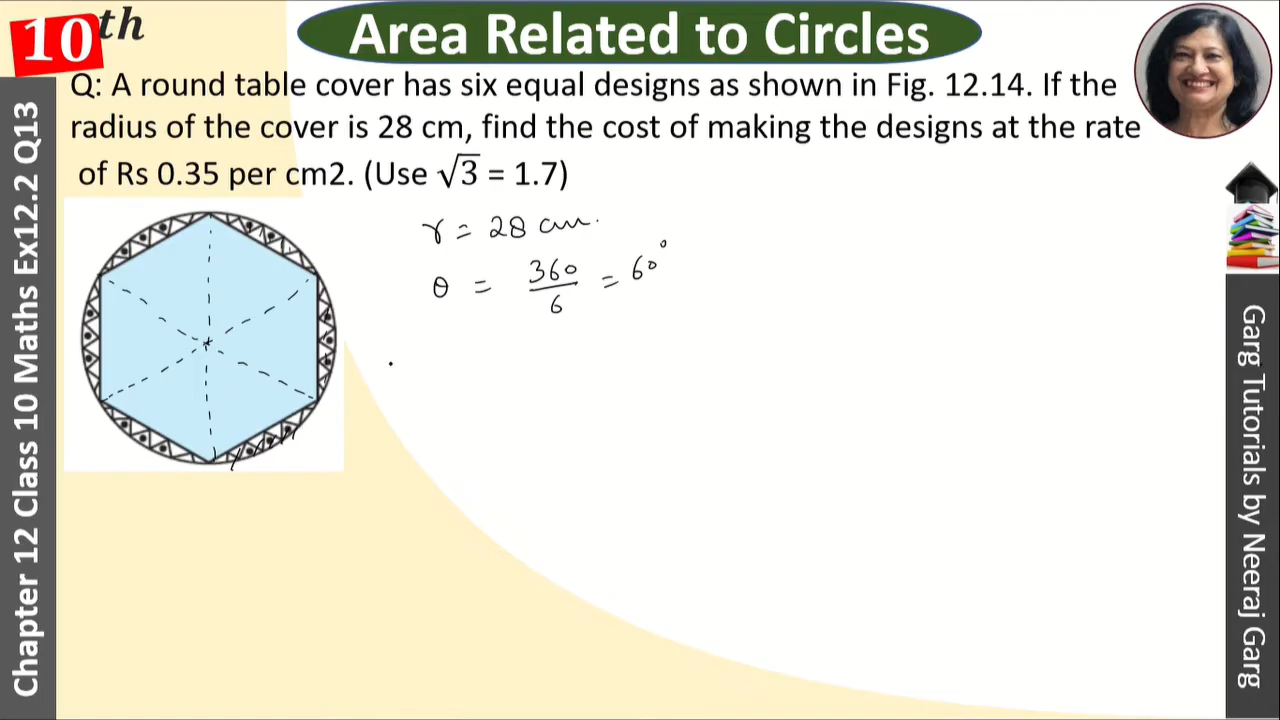 10th
Area Related to Circles
Q: A round table cover has six equal designs as shown in Fig. 12.14. If the
radius of the cover is 28 cm, find the cost of making the designs at the rate
of Rs 0.35 per cm2. (Use √3 = 1.7)
r = 28 cm.
θ = 360/6 = 60°
Chapter 12 Class 10 Maths Ex12.2 Q13
Garg Tutorials by Neeraj Garg